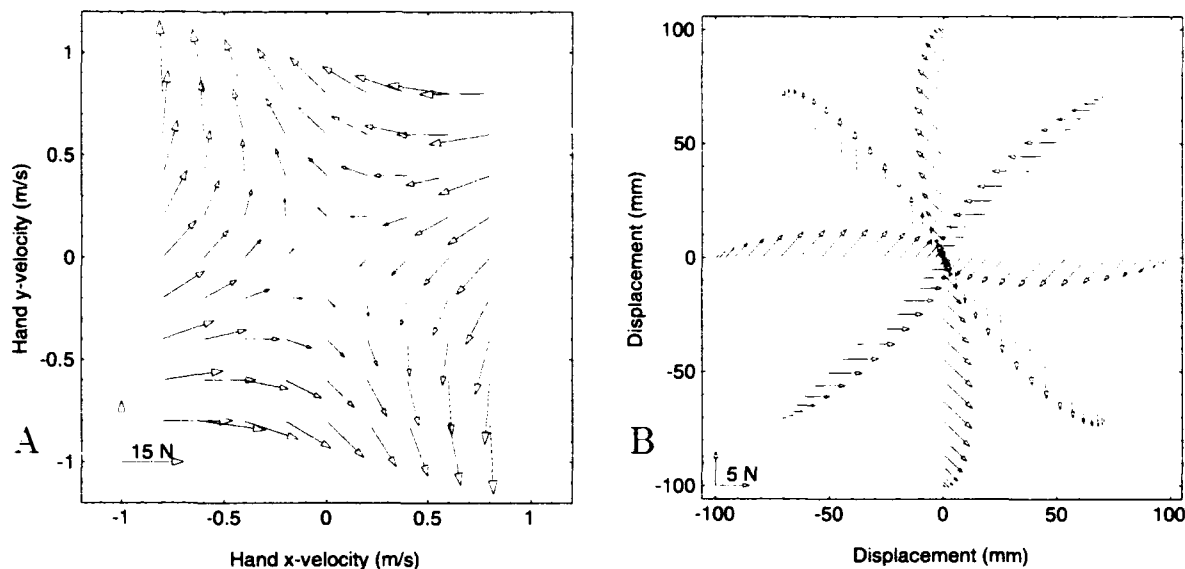 1
0.5
0
-0.5
-1
-1
-0.5
0
0.5
1
Hand y-velocity (m/s)
Hand x-velocity (m/s)
15 N
A
100
50
0
-50
-100
-100
-50
0
50
100
Displacement (mm)
Displacement (mm)
5 N
B